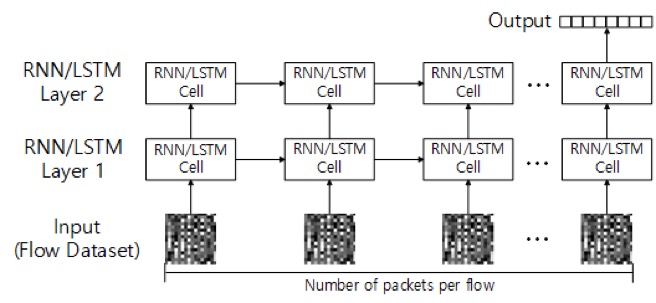 Output
RNN/LSTM
Layer 2
RNN/LSTM
Cell
RNN/LSTM
Cell
RNN/LSTM
Cell
...
RNN/LSTM
Cell
RNN/LSTM
Layer 1
RNN/LSTM
Cell
RNN/LSTM
Cell
RNN/LSTM
Cell
...
RNN/LSTM
Cell
Input
(Flow Dataset)
...
Number of packets per flow